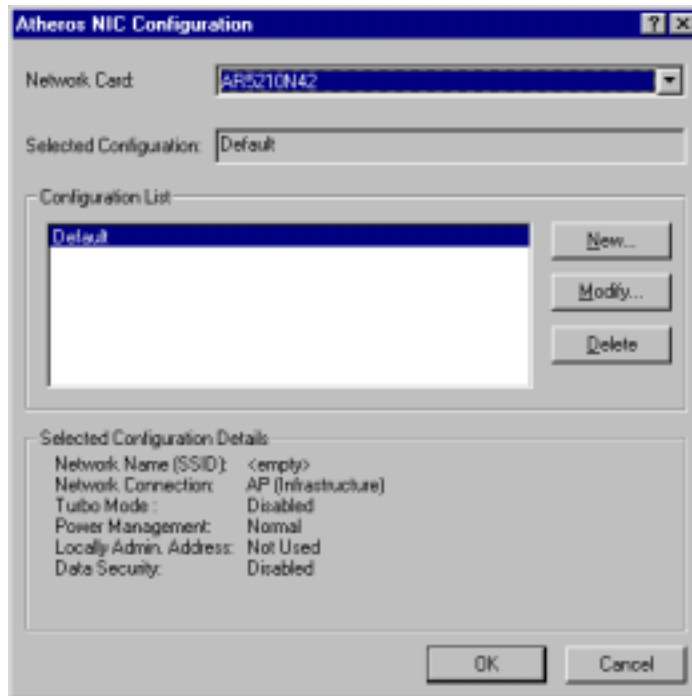 Atheros NIC Configuration
Network Card: AR5210N42
Selected Configuration: Default
Configuration List
Default
New...
Modify...
Delete
Selected Configuration Details
Network Name (SSID): <empty>
Network Connection: AP (Infrastructure)
Turbo Mode : Disabled
Power Management: Normal
Locally Admin. Address: Not Used
Data Security: Disabled
OK Cancel